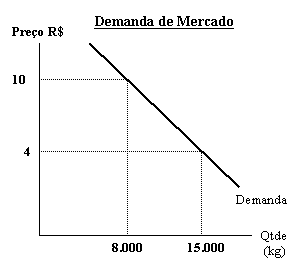 Demanda de Mercado
Preço R$
10
4
Demanda
8.000
15.000
Qtde
(kg)